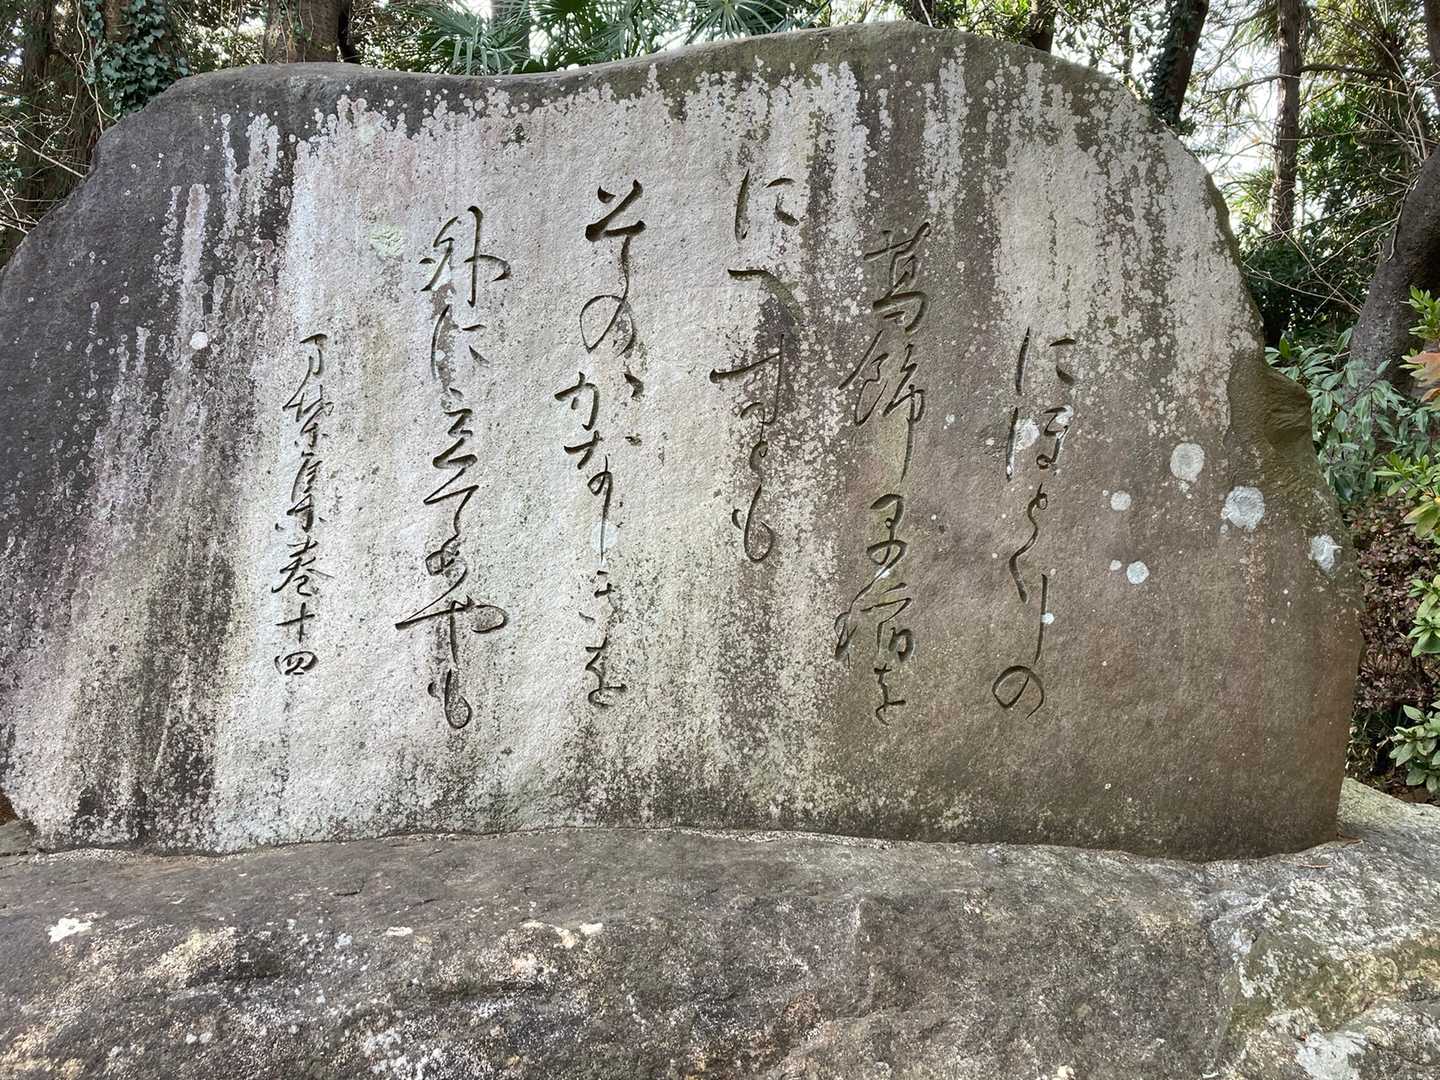 にほとりの
葛飾早稲を
にへすとも
そのかなしきを
外に立てめやも
万葉集巻十四